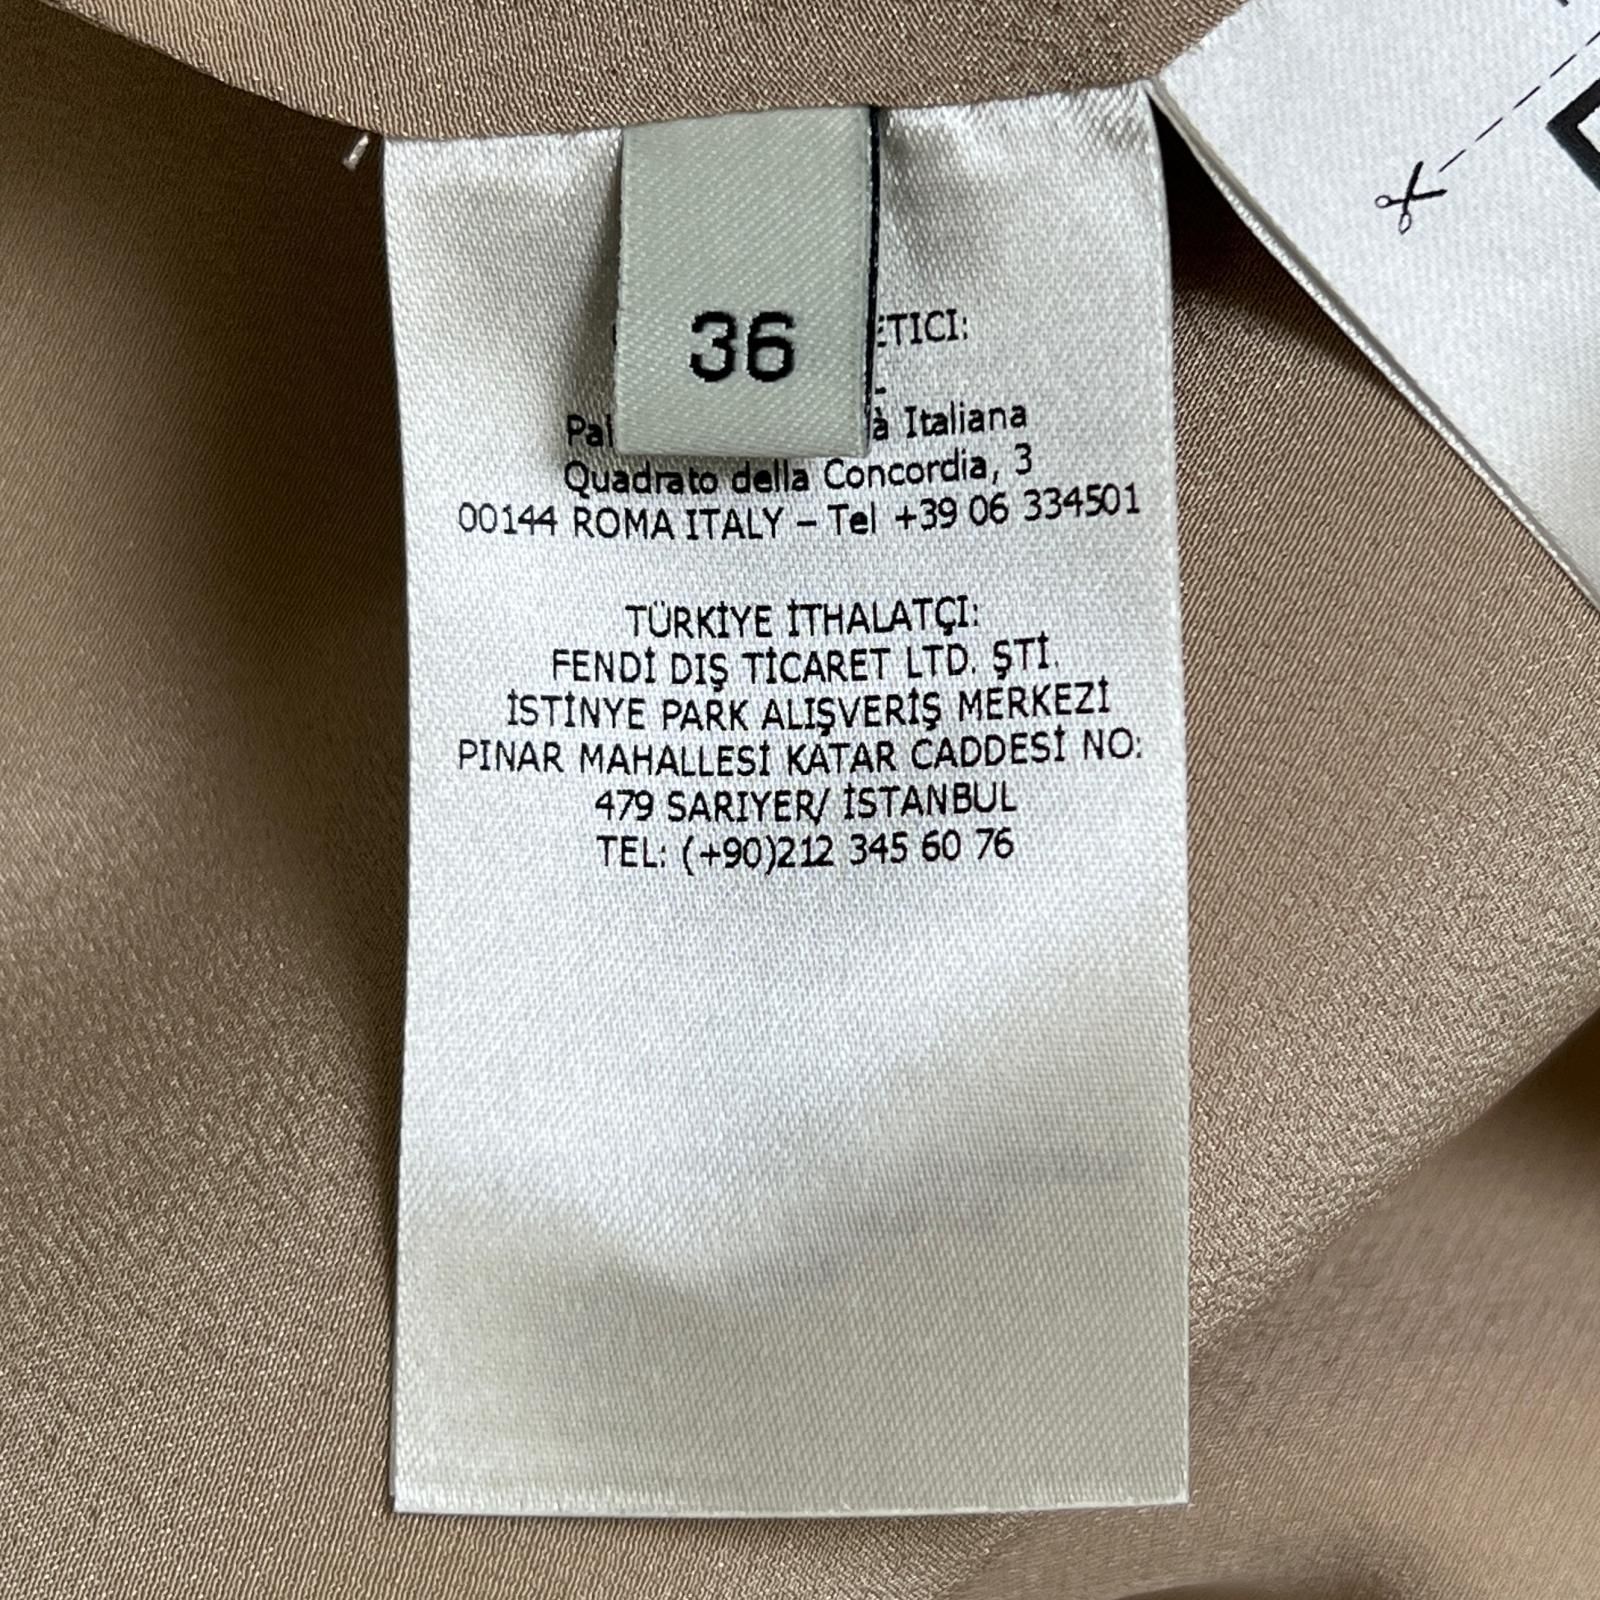 36
ETICI:
à Italiana
Quadrato della Concordia, 3
00144 ROMA ITALY – Tel +39 06 334501
TÜRKİYE İTHALATÇI:
FENDİ DIŞ TİCARET LTD. ŞTİ.
İSTİNYE PARK ALIŞVERİŞ MERKEZİ
PINAR MAHALLESİ KATAR CADDESİ NO:
479 SARIYER/ İSTANBUL
TEL: (+90)212 345 60 76